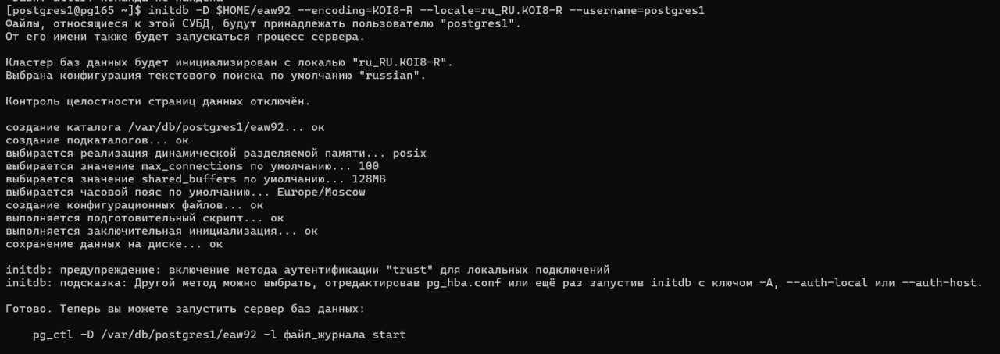 [postgres1@pg165 ~]$ initdb -D $HOME/eaw92 --encoding=KOI8-R --locale=ru_RU.KOI8-R --username=postgres1
Файлы, относящиеся к этой СУБД, будут принадлежать пользователю "postgres1".
От его имени также будет запускаться процесс сервера.
Кластер баз данных будет инициализирован с локалью "ru_RU.KOI8-R".
Выбрана конфигурация текстового поиска по умолчанию "russian".
Контроль целостности страниц данных отключён.
создание каталога /var/db/postgres1/eaw92... ок
создание подкаталогов... ок
выбирается реализация динамической разделяемой памяти... posix
выбирается значение max_connections по умолчанию... 100
выбирается значение shared_buffers по умолчанию... 128MB
выбирается часовой пояс по умолчанию... Europe/Moscow
создание конфигурационных файлов... ок
выполняется подготовительный скрипт... ок
выполняется заключительная инициализация... ок
сохранение данных на диске... ок
initdb: предупреждение: включение метода аутентификации "trust" для локальных подключений
initdb: подсказка: Другой метод можно выбрать, отредактировав pg_hba.conf или ещё раз запустив initdb с ключом -A, --auth-local или --auth-host.
Готово. Теперь вы можете запустить сервер баз данных:
pg_ctl -D /var/db/postgres1/eaw92 -l файл_журнала start